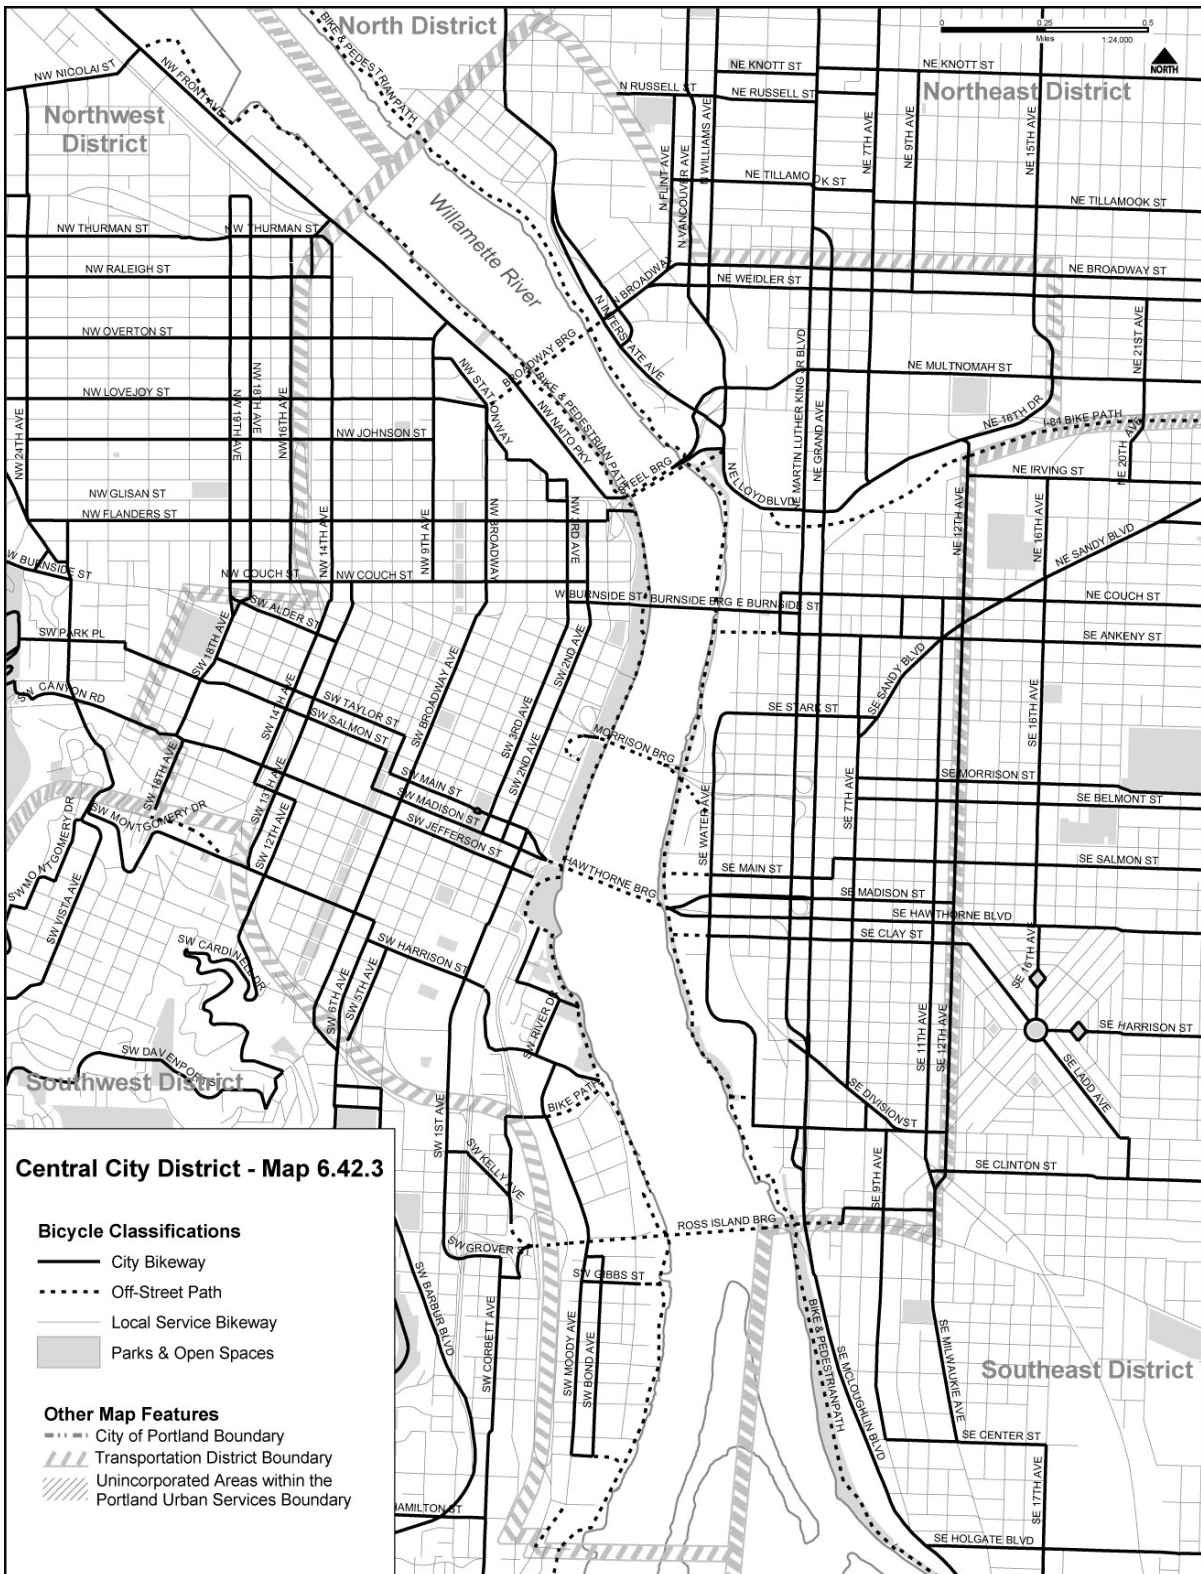 North District
BIKE & PEDESTRIAN PATH
0 0.25 0.5
Miles 1:24,000
NORTH
NW NICOLAI ST
NW FRONT AVE
NE KNOTT ST
NE KNOTT ST
N RUSSELL ST
NE RUSSELL ST
Northeast District
Northwest
District
N WILLIAMS AVE
NE 7TH AVE
NE 9TH AVE
NE 15TH AVE
N FLINT AVE
N VANCOUVER AVE
NE TILLAMOOK ST
NE TILLAMOOK ST
Willamette River
NW THURMAN ST
NW THURMAN ST
NW RALEIGH ST
N BROADWAY
NE BROADWAY ST
NE WEIDLER ST
N INTERSTATE AVE
NW OVERTON ST
BROADWAY BRG
NE MARTIN LUTHER KING JR BLVD
NE GRAND AVE
NE 21ST AVE
NE MULTNOMAH ST
NW LOVEJOY ST
NW 24TH AVE
NW 19TH AVE
NW 18TH AVE
NW 16TH AVE
NW STATION WAY
NW NAITO PKY
BIKE & PEDESTRIAN PATH
NE 16TH DR
I-84 BIKE PATH
NE 20TH AVE
NW JOHNSON ST
STEEL BRG
NE LLOYD BLVD
NE IRVING ST
NW GLISAN ST
NW FLANDERS ST
NW 14TH AVE
NW 9TH AVE
NW BROADWAY
NW 3RD AVE
NE 12TH AVE
NE 16TH AVE
NE SANDY BLVD
W BURNSIDE ST
NW COUCH ST
NW COUCH ST
W BURNSIDE ST
BURNSIDE BRG
E BURNSIDE ST
NE COUCH ST
SW ALDER ST
SW PARK PL
SW 18TH AVE
SE ANKENY ST
SW CANYON RD
SW BROADWAY AVE
SW 2ND AVE
SE SANDY BLVD
SW 14TH AVE
SW TAYLOR ST
SW SALMON ST
SW 3RD AVE
SW 2ND AVE
MORRISON BRG
SE STARK ST
SE 16TH AVE
SW 18TH AVE
SW MAIN ST
SW MADISON ST
SE MORRISON ST
SE BELMONT ST
SW MONTGOMERY DR
SW MONTGOMERY DR
SW 13TH AVE
SW 12TH AVE
SW JEFFERSON ST
SE WATER AVE
SE 7TH AVE
HAWTHORNE BRG
SE MAIN ST
SE SALMON ST
SW VISTA AVE
SE MADISON ST
SE HAWTHORNE BLVD
SE CLAY ST
SW CARDINELL DR
SW HARRISON ST
SE 16TH AVE
SW 6TH AVE
SW 5TH AVE
SW RIVER DR
SE 11TH AVE
SE 12TH AVE
SE HARRISON ST
SW DAVENPORT ST
Southwest District
BIKE PATH
SE DIVISION ST
SE LADD AVE
SW 1ST AVE
SW KELLY AVE
SE 9TH AVE
SE CLINTON ST
ROSS ISLAND BRG
SW GROVER ST
SW GIBBS ST
SW BARBUR BLVD
SW CORBETT AVE
SW MOODY AVE
SW BOND AVE
BIKE & PEDESTRIAN PATH
SE MCLOUGHLIN BLVD
SE MILWAUKIE AVE
Southeast District
SE CENTER ST
SE 17TH AVE
SE HOLGATE BLVD
HAMILTON ST
Central City District - Map 6.42.3
Bicycle Classifications
City Bikeway
Off-Street Path
Local Service Bikeway
Parks & Open Spaces
Other Map Features
City of Portland Boundary
Transportation District Boundary
Unincorporated Areas within the
Portland Urban Services Boundary